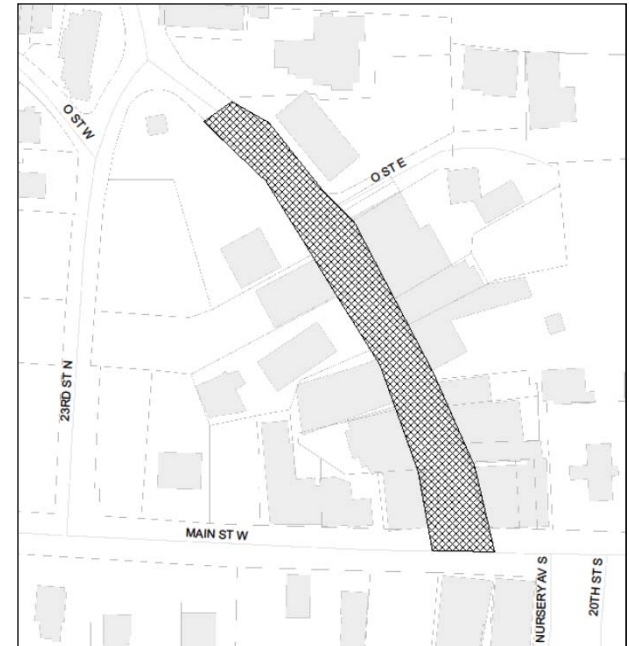 O ST W
O ST E
23RD ST N
MAIN ST W
NURSERY AV S
20TH ST S